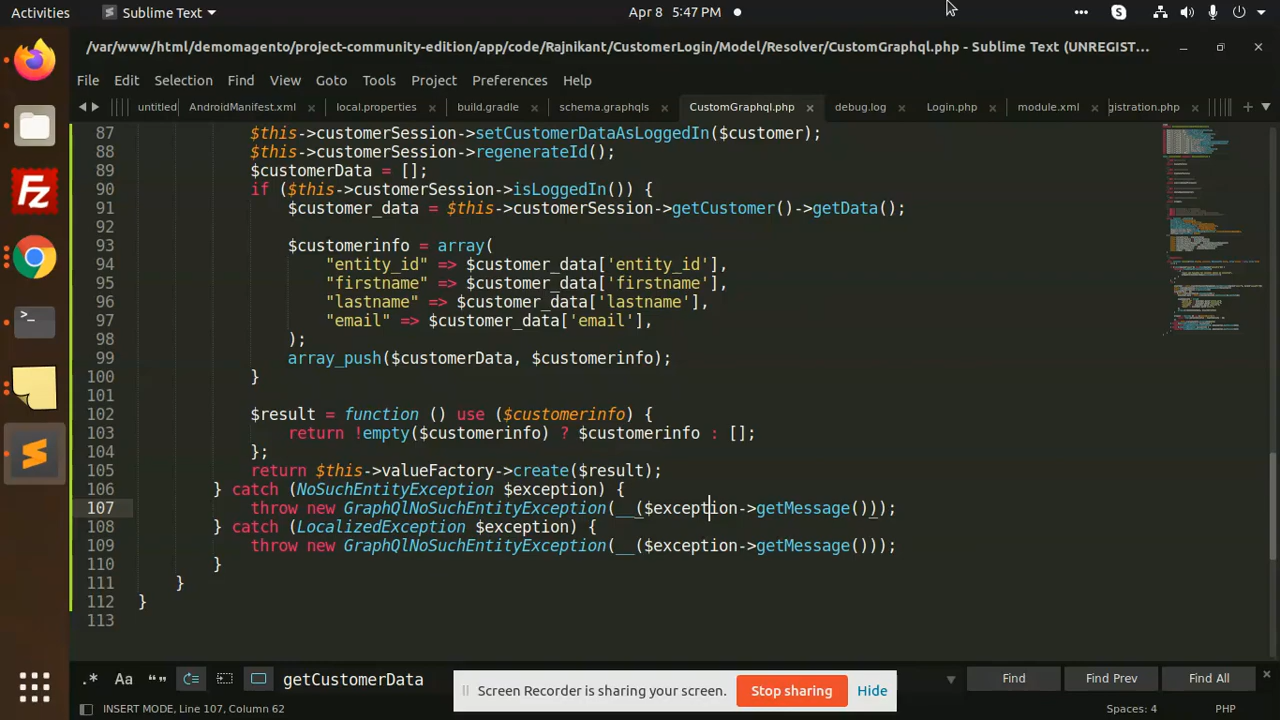 Activities Sublime Text Apr 8 5:47 PM
/var/www/html/demomagento/project-community-edition/app/code/Rajnikant/CustomerLogin/Model/Resolver/CustomGraphql.php - Sublime Text (UNREGIST...
File Edit Selection Find View Goto Tools Project Preferences Help
untitled AndroidManifest.xml local.properties build.gradle schema.graphqls CustomGraphql.php debug.log Login.php module.xml gistration.php
87 $this->customerSession->setCustomerDataAsLoggedIn($customer);
88 $this->customerSession->regenerateId();
89 $customerData = [];
90 if ($this->customerSession->isLoggedIn()) {
91 $customer_data = $this->customerSession->getCustomer()->getData();
92
93 $customerinfo = array(
94 "entity_id" => $customer_data['entity_id'],
95 "firstname" => $customer_data['firstname'],
96 "lastname" => $customer_data['lastname'],
97 "email" => $customer_data['email'],
98 );
99 array_push($customerData, $customerinfo);
100 }
101
102 $result = function () use ($customerinfo) {
103 return !empty($customerinfo) ? $customerinfo : [];
104 };
105 return $this->valueFactory->create($result);
106 } catch (NoSuchEntityException $exception) {
107 throw new GraphQlNoSuchEntityException(__($exception->getMessage()));
108 } catch (LocalizedException $exception) {
109 throw new GraphQlNoSuchEntityException(__($exception->getMessage()));
110 }
111 }
112 }
113
.* Aa “” getCustomerData Find Find Prev Find All
Screen Recorder is sharing your screen. Stop sharing Hide
INSERT MODE, Line 107, Column 62 Spaces: 4 PHP